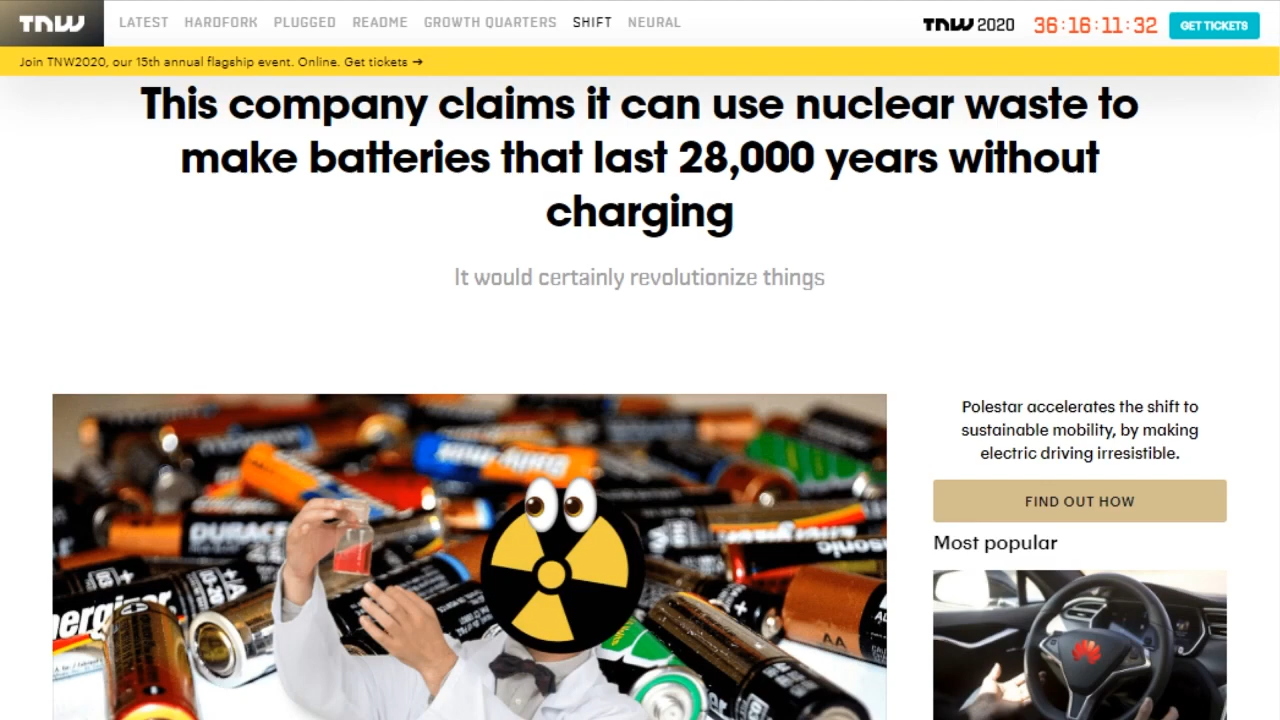 TNW
LATEST HARDFORK PLUGGED README GROWTH QUARTERS SHIFT NEURAL
TNW 2020 36:16:11:32 GET TICKETS
Join TNW2020, our 15th annual flagship event. Online. Get tickets →
This company claims it can use nuclear waste to
make batteries that last 28,000 years without
charging
It would certainly revolutionize things
Polestar accelerates the shift to
sustainable mobility, by making
electric driving irresistible.
FIND OUT HOW
Most popular
DURACE
energizer
AA